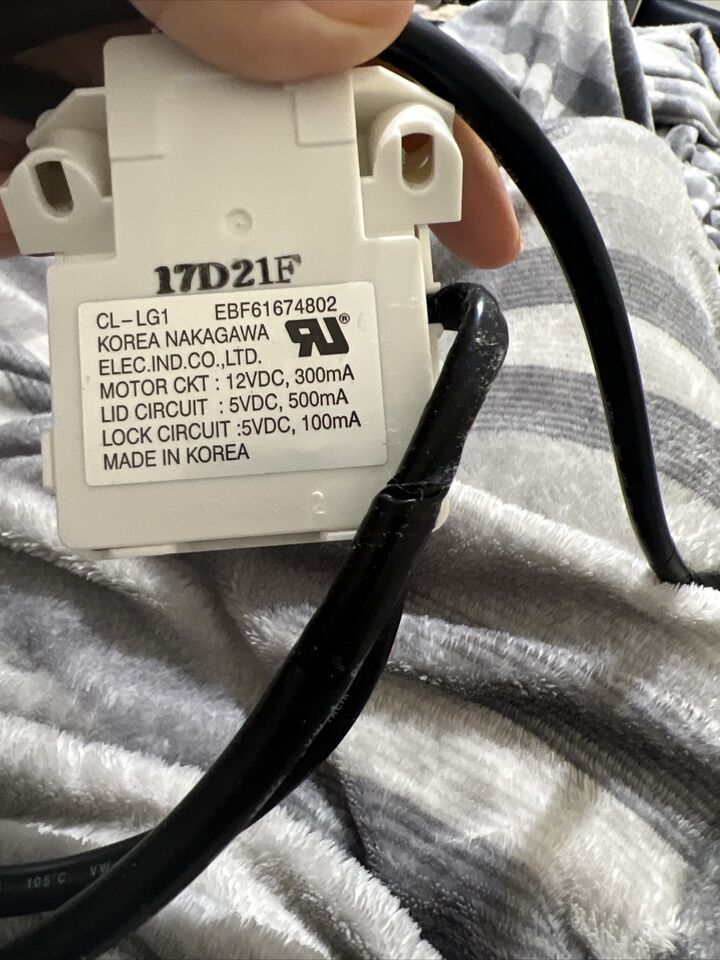 17D21F
CL-LG1 EBF61674802
KOREA NAKAGAWA
ELEC.IND.CO.,LTD.
MOTOR CKT : 12VDC, 300mA
LID CIRCUIT : 5VDC, 500mA
LOCK CIRCUIT :5VDC, 100mA
MADE IN KOREA
2
105 C VW